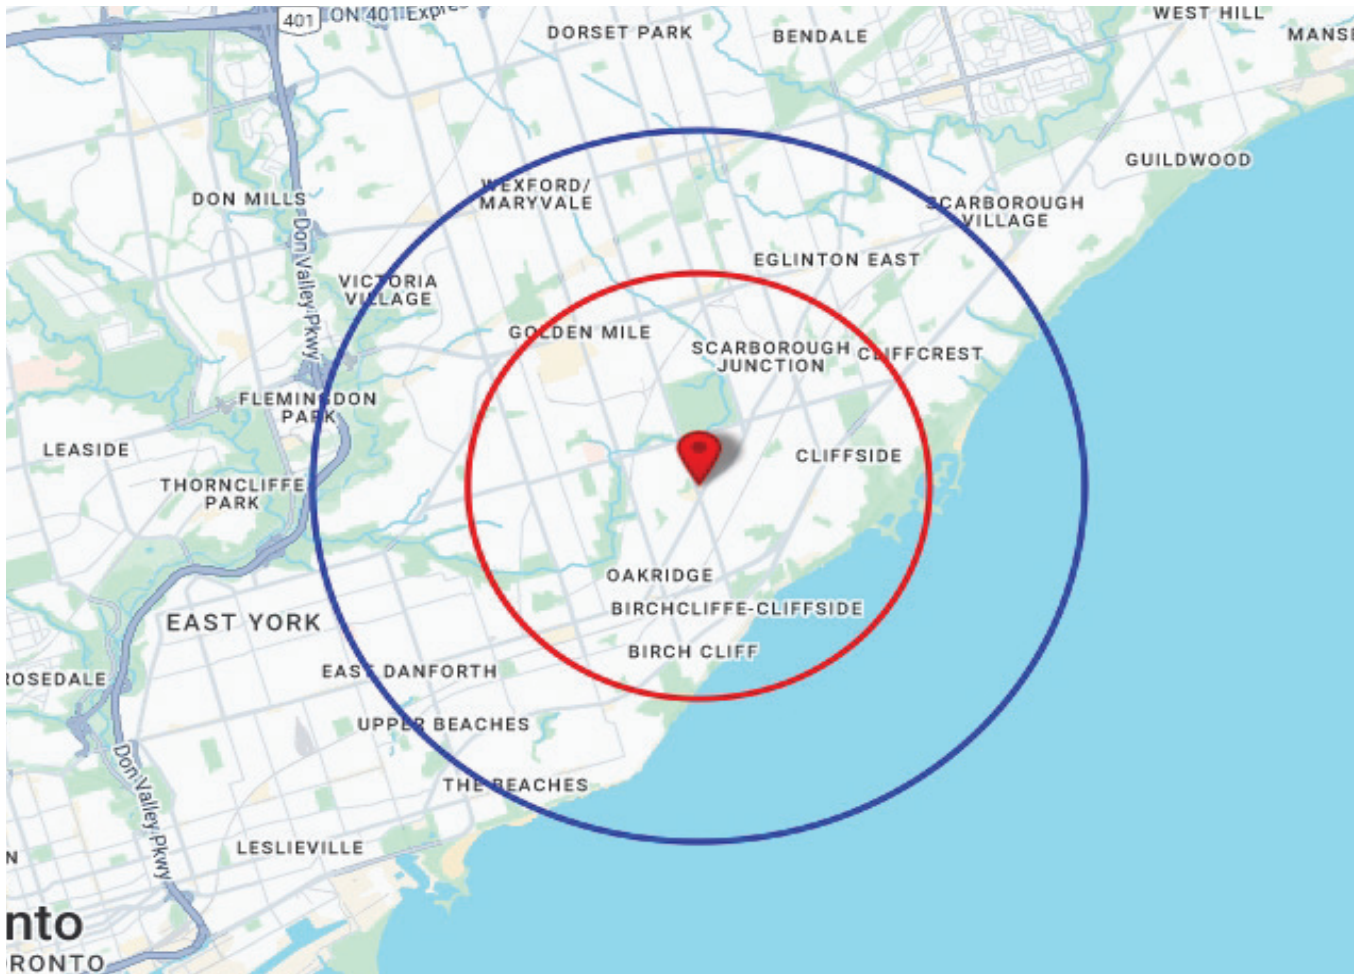 401
ON 401 Expres
WEST HILL
DORSET PARK
BENDALE
MANSE
GUILDWOOD
WEXFORD/
MARYVALE
DON MILLS
SCARBOROUGH
VILLAGE
Don Valley Pkwy
EGLINTON EAST
VICTORIA
VILLAGE
GOLDEN MILE
SCARBOROUGH
JUNCTION
CLIFFCREST
FLEMINGDON
PARK
LEASIDE
CLIFFSIDE
THORNCLIFFE
PARK
OAKRIDGE
BIRCHCLIFFE-CLIFFSIDE
EAST YORK
BIRCH CLIFF
EAST DANFORTH
ROSEDALE
UPPER BEACHES
Don Valley Pkwy
THE BEACHES
LESLIEVILLE
N
nto
RONTO